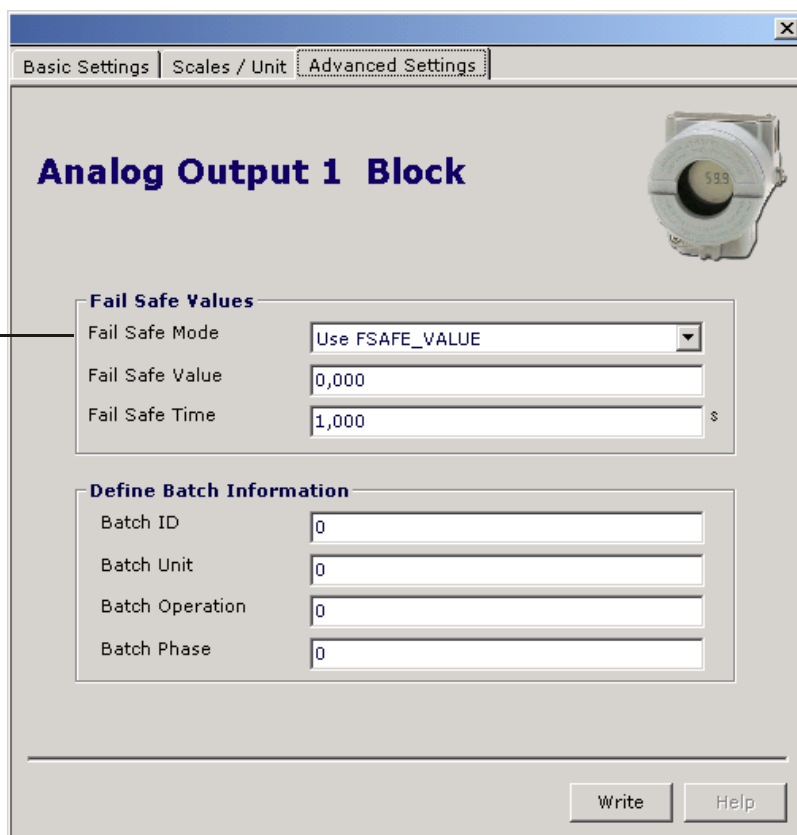 Basic Settings Scales / Unit Advanced Settings
Analog Output 1 Block
59.9
Fail Safe Values
Fail Safe Mode Use FSAFE_VALUE
Fail Safe Value 0,000
Fail Safe Time 1,000 s
Define Batch Information
Batch ID 0
Batch Unit 0
Batch Operation 0
Batch Phase 0
Write Help